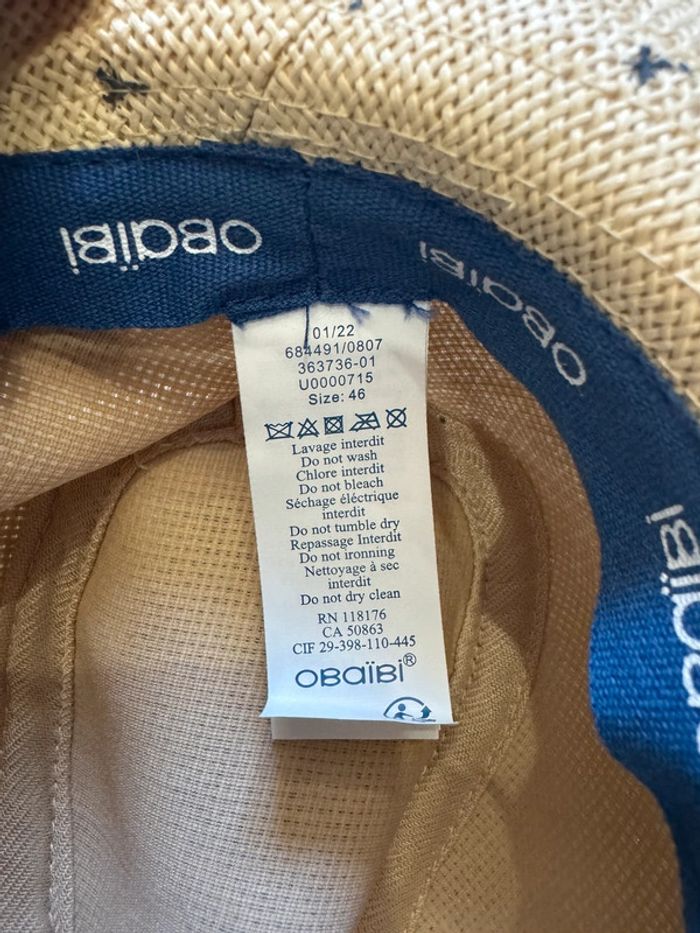 OBaïBi
OBaïBi
OBaïBi
01/22
684491/0807
363736-01
U0000715
Size: 46
Lavage interdit
Do not wash
Chlore interdit
Do not bleach
Séchage éléctrique
interdit
Do not tumble dry
Repassage Interdit
Do not ironning
Nettoyage à sec
interdit
Do not dry clean
RN 118176
CA 50863
CIF 29-398-110-445
OBaïBi®